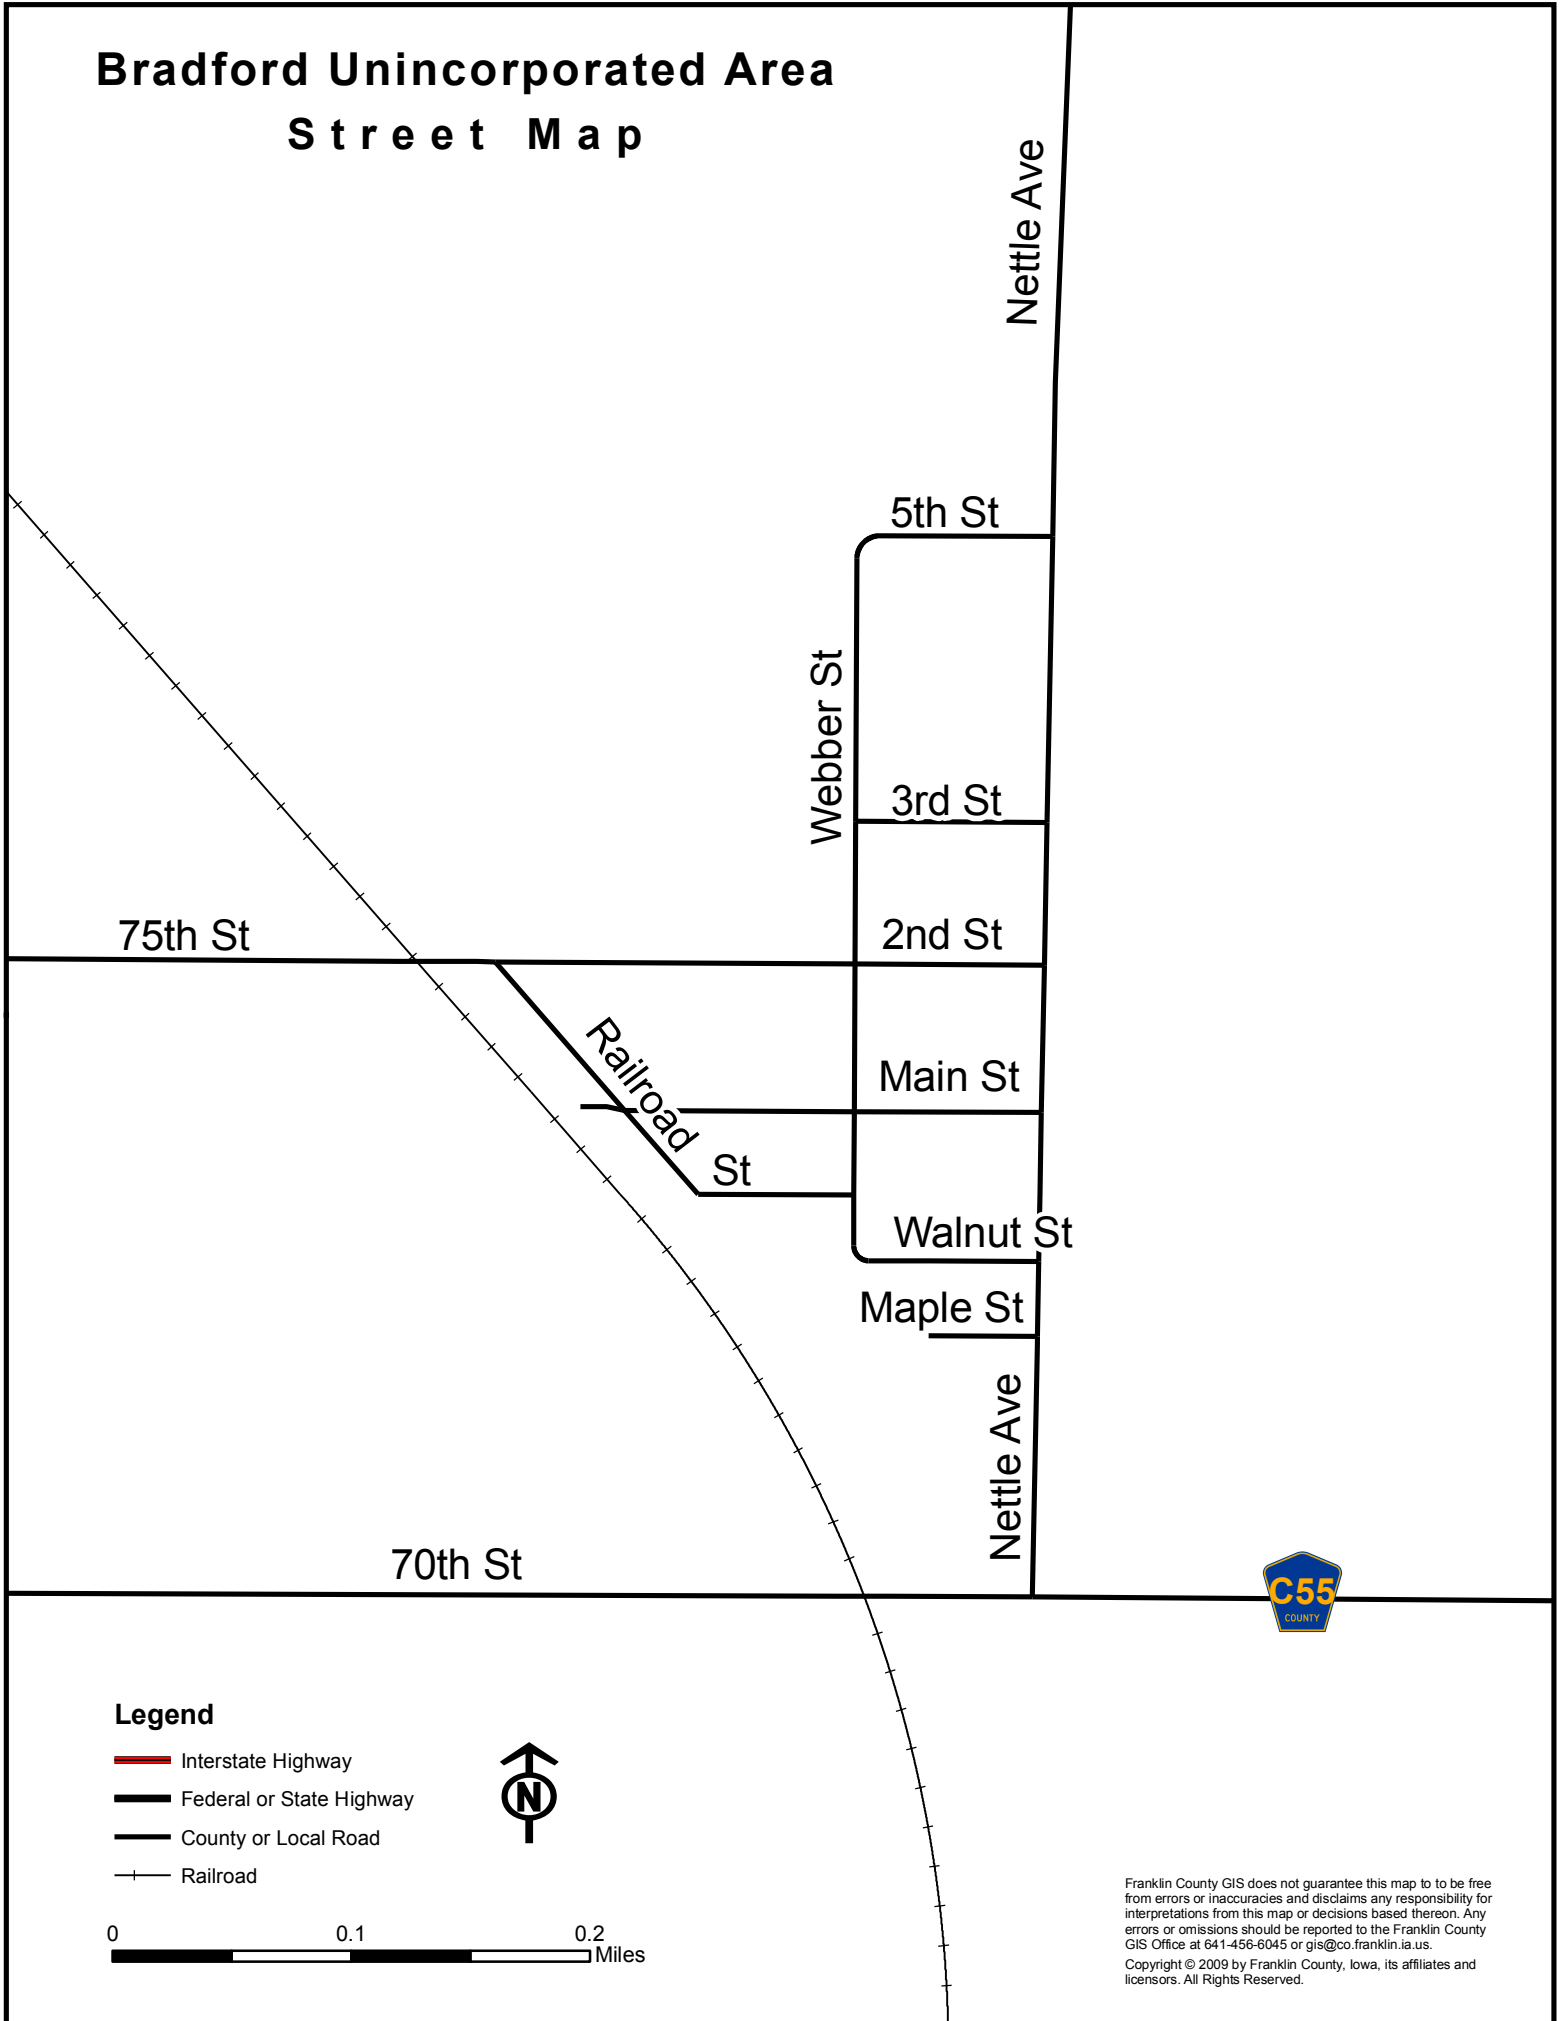 Bradford Unincorporated Area
Street Map
Nettle Ave
5th St
Webber St
3rd St
75th St
2nd St
Railroad St
Main St
Walnut St
Maple St
Nettle Ave
70th St
C55
COUNTY
Legend
Interstate Highway
Federal or State Highway
County or Local Road
Railroad
N
0 0.1 0.2
Miles
Franklin County GIS does not guarantee this map to to be free
from errors or inaccuracies and disclaims any responsibility for
interpretations from this map or decisions based thereon. Any
errors or omissions should be reported to the Franklin County
GIS Office at 641-456-6045 or gis@co.franklin.ia.us.
Copyright © 2009 by Franklin County, Iowa, its affiliates and
licensors. All Rights Reserved.